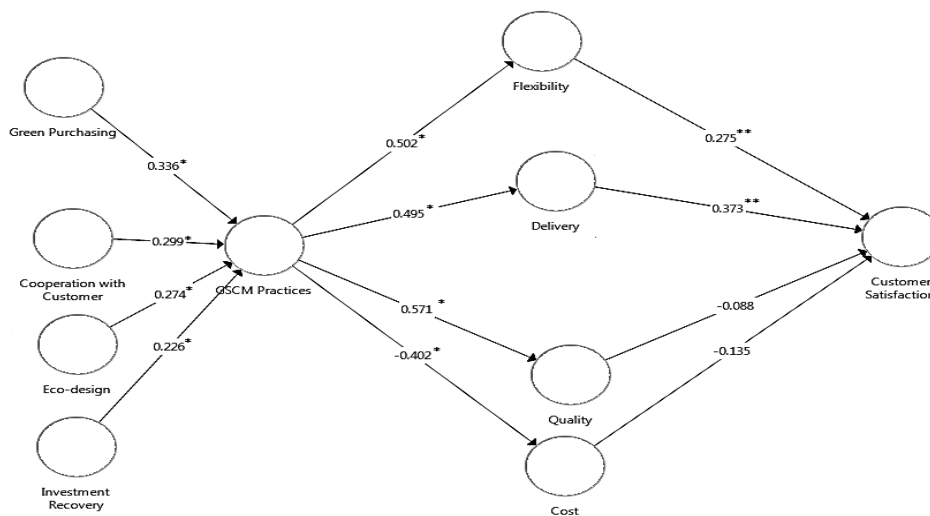 Flexibility
Green Purchasing
0.336*
0.502*
0.275**
Delivery
0.495*
0.373**
Cooperation with
Customer
0.299*
GSCM Practices
Customer
Satisfaction
0.274*
Eco-design
0.226*
0.571*
-0.088
-0.402*
-0.135
Quality
Investment
Recovery
Cost